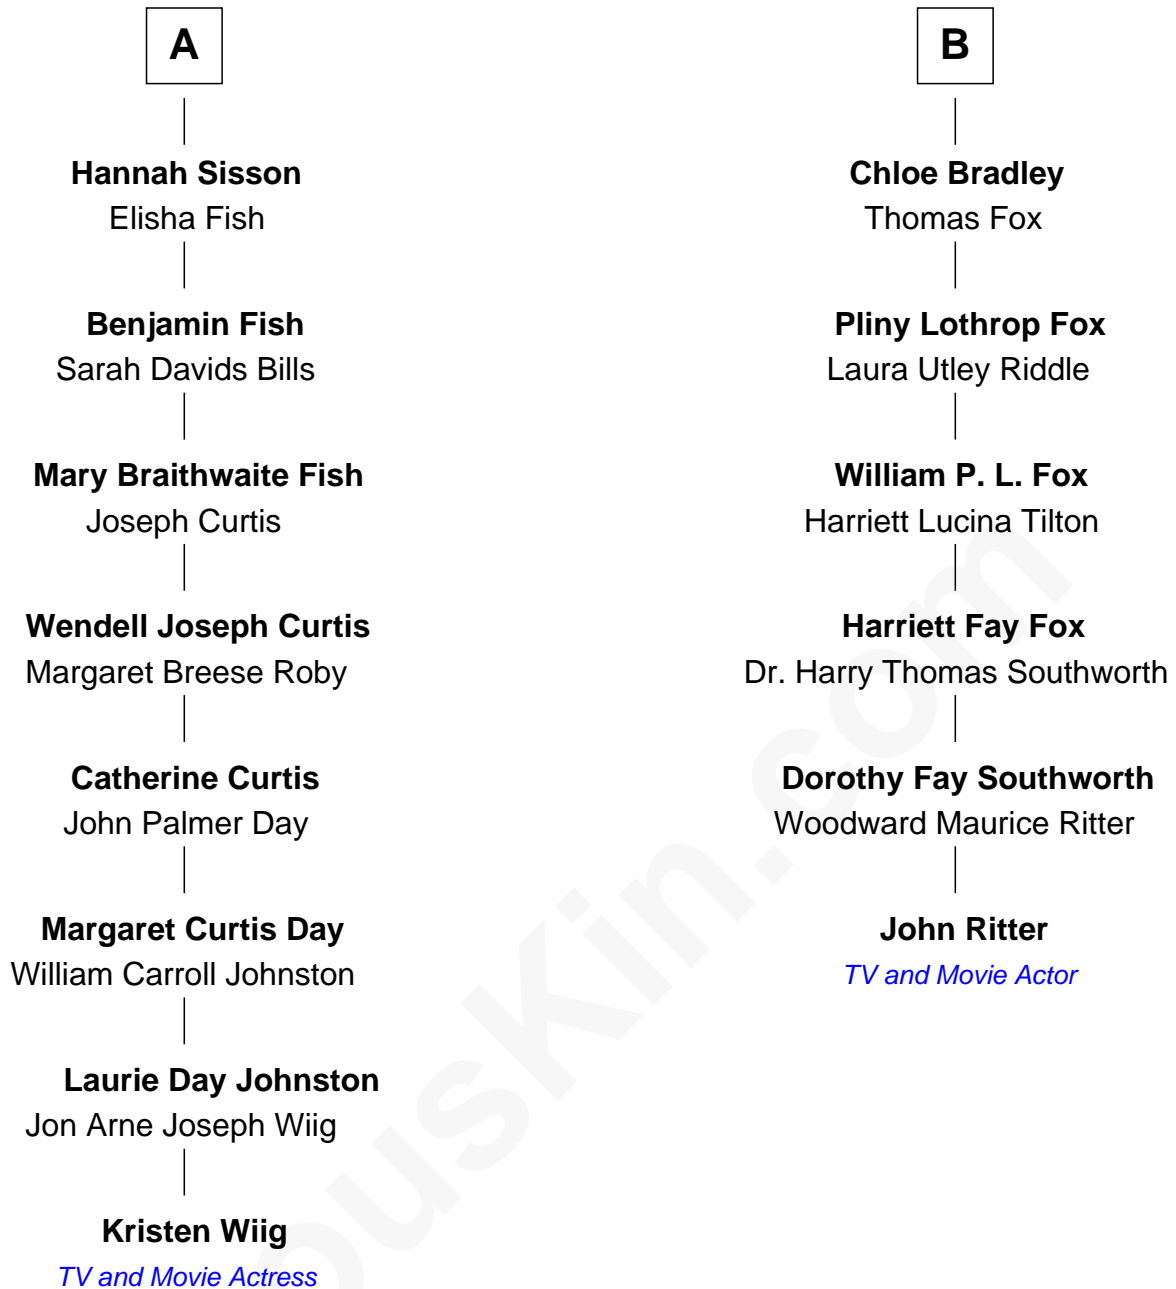 A
Hannah Sisson
Elisha Fish
Benjamin Fish
Sarah Davids Bills
Mary Braithwaite Fish
Joseph Curtis
Wendell Joseph Curtis
Margaret Breese Roby
Catherine Curtis
John Palmer Day
Margaret Curtis Day
William Carroll Johnston
Laurie Day Johnston
Jon Arne Joseph Wiig
Kristen Wiig
TV and Movie Actress
B
Chloe Bradley
Thomas Fox
Pliny Lothrop Fox
Laura Utley Riddle
William P. L. Fox
Harriett Lucina Tilton
Harriett Fay Fox
Dr. Harry Thomas Southworth
Dorothy Fay Southworth
Woodward Maurice Ritter
John Ritter
TV and Movie Actor
ousKin.com